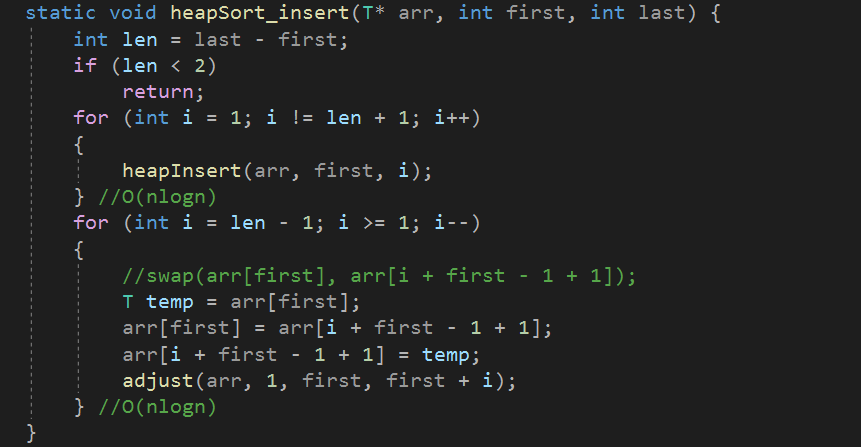 static void heapSort_insert(T* arr, int first, int last) {
int len = last - first;
if (len < 2)
return;
for (int i = 1; i != len + 1; i++)
{
heapInsert(arr, first, i);
} //O(nlogn)
for (int i = len - 1; i >= 1; i--)
{
//swap(arr[first], arr[i + first - 1 + 1]);
T temp = arr[first];
arr[first] = arr[i + first - 1 + 1];
arr[i + first - 1 + 1] = temp;
adjust(arr, 1, first, first + i);
} //O(nlogn)
}